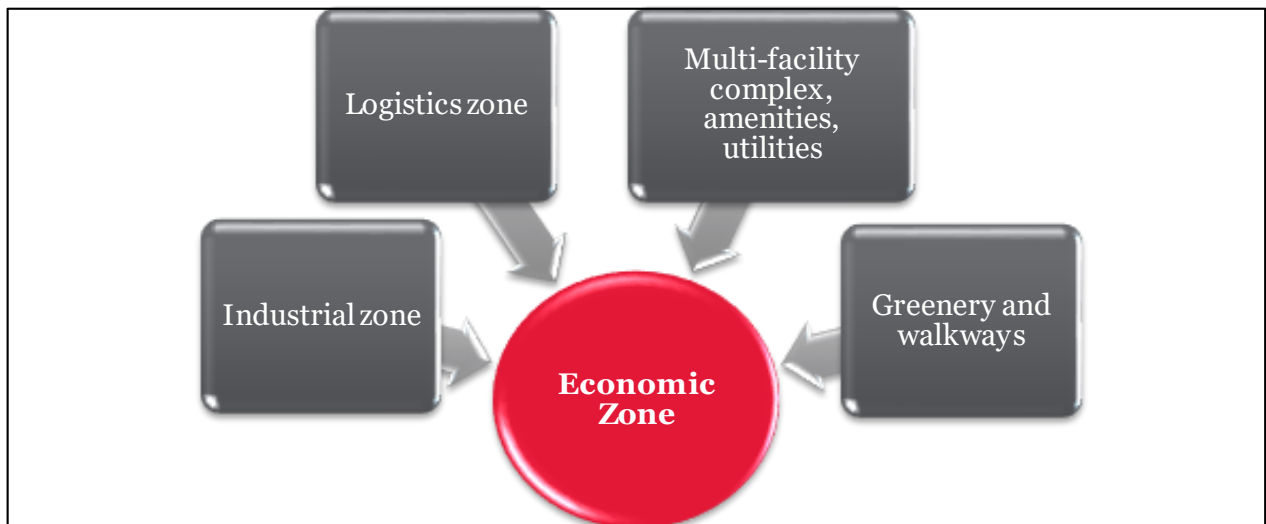 Logistics zone
Multi-facility
complex,
amenities,
utilities
Industrial zone
Greenery and
walkways
Economic
Zone